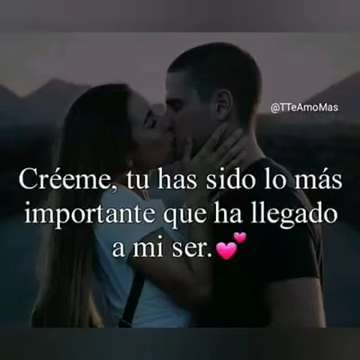 @TTeAmoMas
Créeme, tu has sido lo más
importante que ha llegado
a mi ser.💕